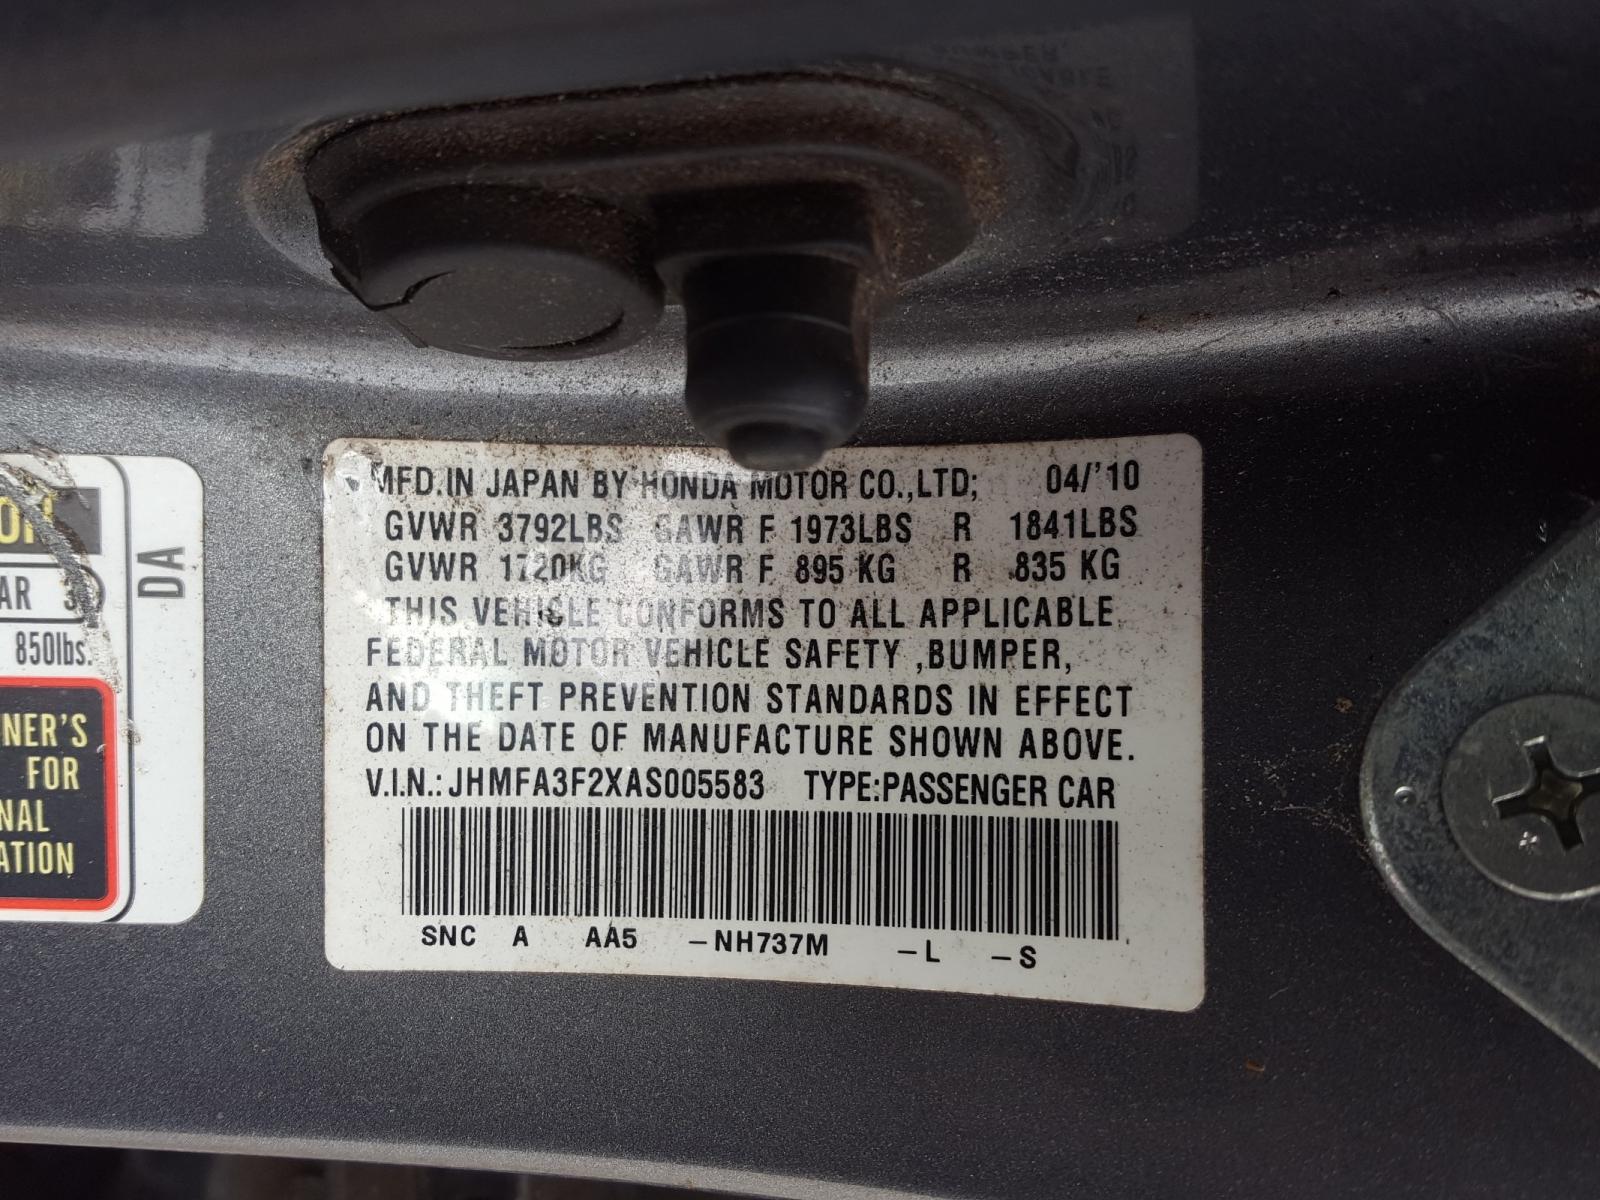 MFD.IN JAPAN BY HONDA MOTOR CO.,LTD; 04/'10
GVWR 3792LBS GAWR F 1973LBS R 1841LBS
GVWR 1720KG GAWR F 895 KG R 835 KG
THIS VEHICLE CONFORMS TO ALL APPLICABLE
FEDERAL MOTOR VEHICLE SAFETY ,BUMPER,
AND THEFT PREVENTION STANDARDS IN EFFECT
ON THE DATE OF MANUFACTURE SHOWN ABOVE.
V.I.N.: JHMFA3F2XAS005583 TYPE:PASSENGER CAR
SNC A AA5 -NH737M -L -S
DA
AR 3
850lbs.
NER'S
FOR
NAL
ATION